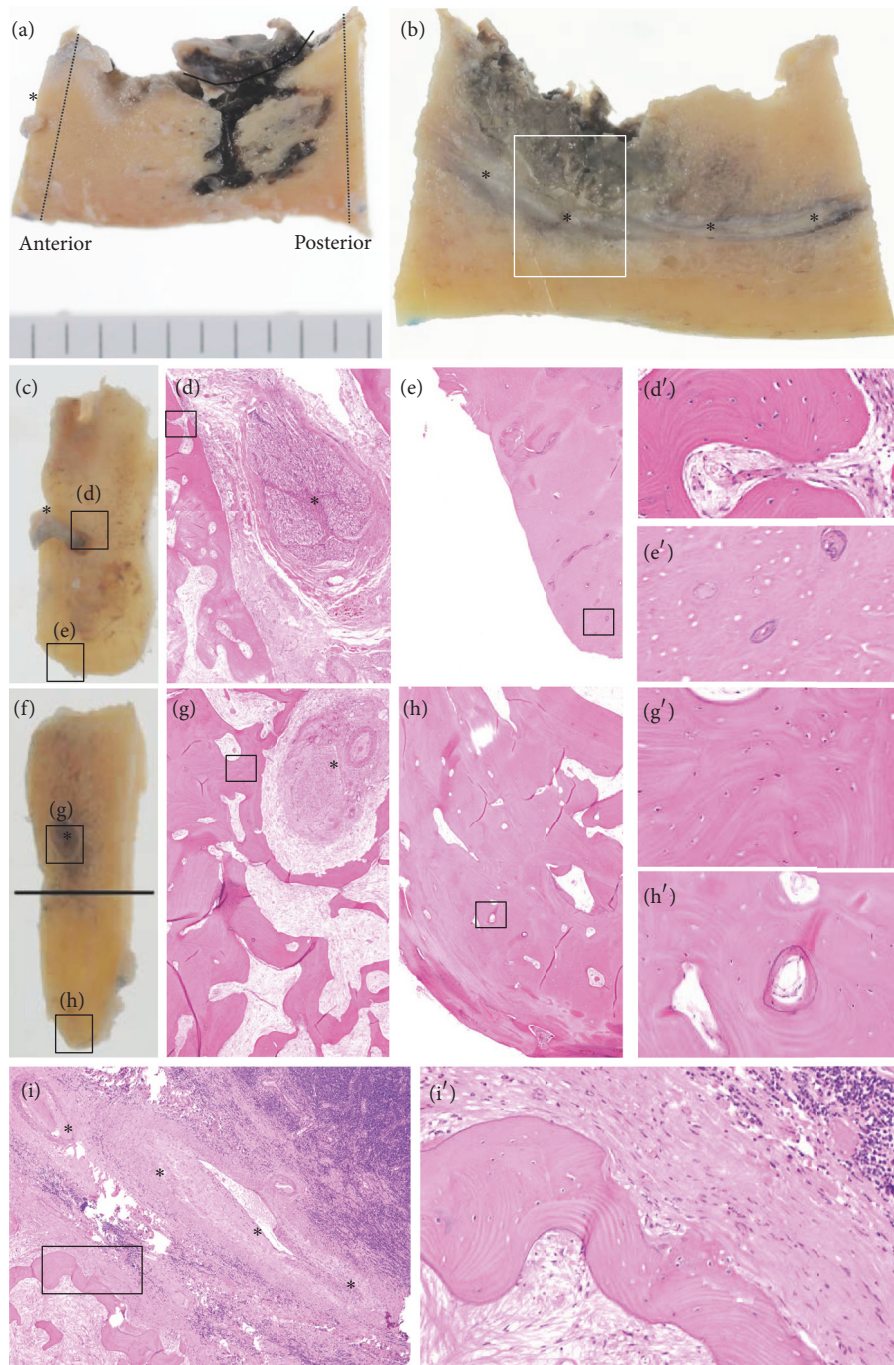 (a)
*
Anterior
Posterior
(b)
*
*
*
*
(c)
*
(d)
(e)
(d)
*
(e)
(d′)
(e′)
(f)
(g)
*
(h)
(g)
*
(h)
(g′)
(h′)
(i)
*
*
*
*
(i′)